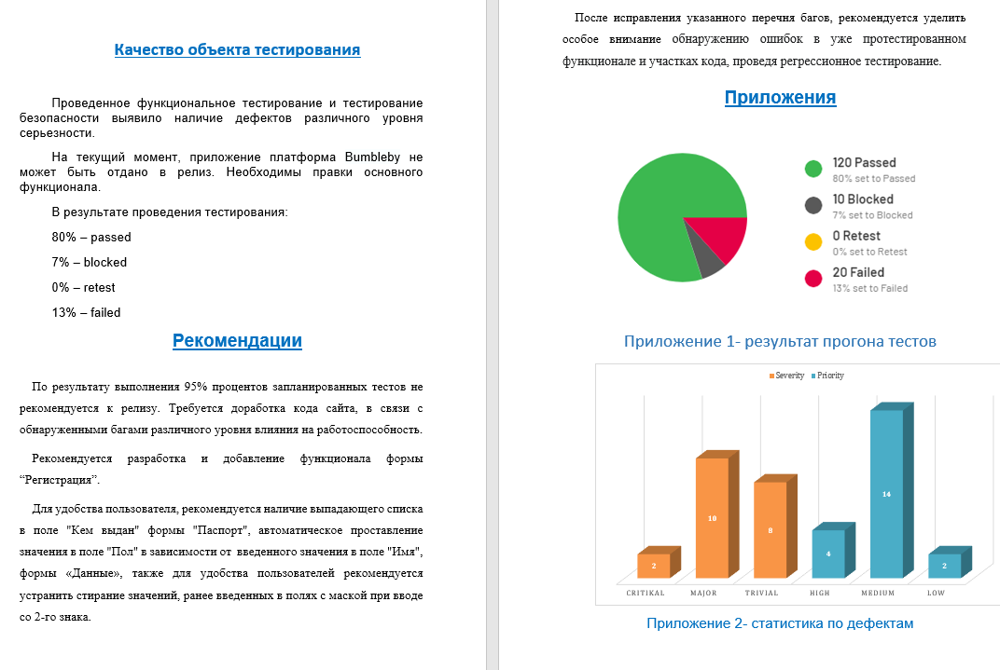 Качество объекта тестирования
Проведенное функциональное тестирование и тестирование
безопасности выявило наличие дефектов различного уровня
серьезности.
На текущий момент, приложение платформа Bumbleby не
может быть отдано в релиз. Необходимы правки основного
функционала.
В результате проведения тестирования:
80% – passed
7% – blocked
0% – retest
13% – failed
Рекомендации
По результату выполнения 95% процентов запланированных тестов не
рекомендуется к релизу. Требуется доработка кода сайта, в связи с
обнаруженными багами различного уровня влияния на работоспособность.
Рекомендуется разработка и добавление функционала формы
“Регистрация”.
Для удобства пользователя, рекомендуется наличие выпадающего списка
в поле "Кем выдан" формы "Паспорт", автоматическое проставление
значения в поле "Пол" в зависимости от введенного значения в поле "Имя",
формы «Данные», также для удобства пользователей рекомендуется
устранить стирание значений, ранее введенных в полях с маской при вводе
со 2-го знака.
После исправления указанного перечня багов, рекомендуется уделить
особое внимание обнаружению ошибок в уже протестированном
функционале и участках кода, проведя регрессионное тестирование.
Приложения
120 Passed
80% set to Passed
10 Blocked
7% set to Blocked
0 Retest
0% set to Retest
20 Failed
13% set to Failed
Приложение 1- результат прогона тестов
Severity Priority
2 10 8 4 14 2
CRITIKAL MAJOR TRIVIAL HIGH MEDIUM LOW
Приложение 2- статистика по дефектам